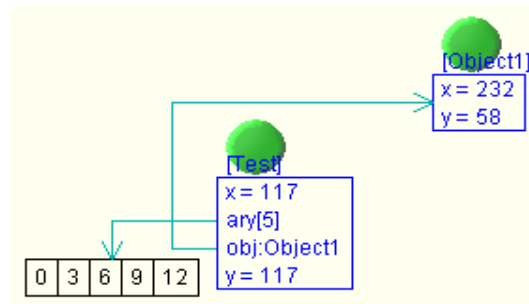 [Object1]
x = 232
y = 58
[Test]
x = 117
ary[5]
obj:Object1
y = 117
0 3 6 9 12